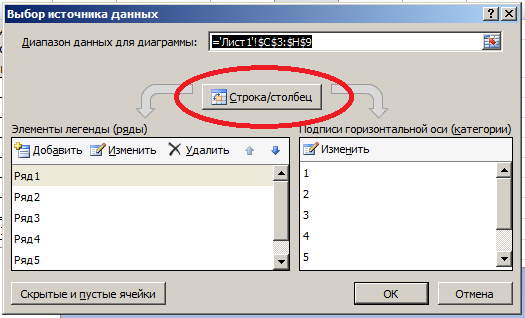 Выбор источника данных
Диапазон данных для диаграммы: ='Лист1'!$C$3:$H$9
Строка/столбец
Элементы легенды (ряды)
Добавить Изменить Удалить
Ряд1
Ряд2
Ряд3
Ряд4
Ряд5
Подписи горизонтальной оси (категории)
Изменить
1
2
3
4
5
Скрытые и пустые ячейки
ОК
Отмена